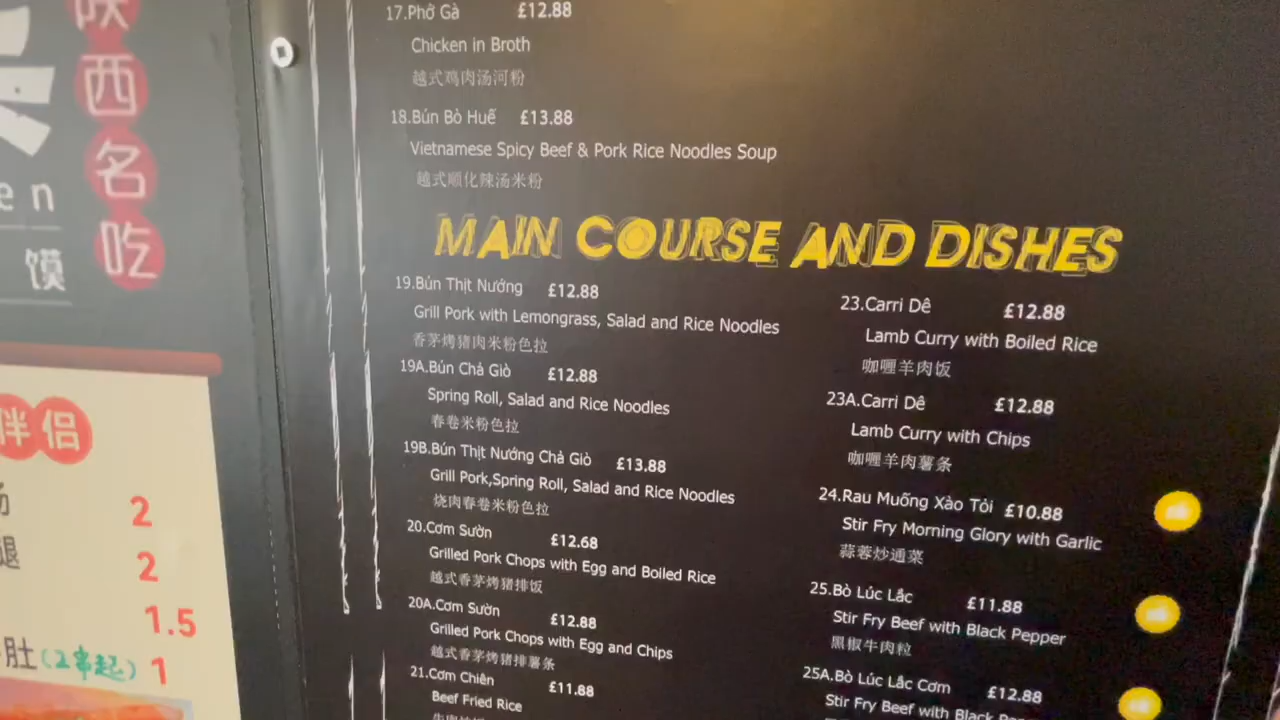 陕
西
名
吃
en
馍
伴侣
汤 2
腿 2
1.5
肚(2串起) 1
17.Phở Gà £12.88
Chicken in Broth
越式鸡肉汤河粉
18.Bún Bò Huế £13.88
Vietnamese Spicy Beef & Pork Rice Noodles Soup
越式顺化辣汤米粉
MAIN COURSE AND DISHES
19.Bún Thịt Nướng £12.88
Grill Pork with Lemongrass, Salad and Rice Noodles
香茅烤猪肉米粉色拉
19A.Bún Chả Giò £12.88
Spring Roll, Salad and Rice Noodles
春卷米粉色拉
19B.Bún Thịt Nướng Chả Giò £13.88
Grill Pork,Spring Roll, Salad and Rice Noodles
烧肉春卷米粉色拉
20.Cơm Sườn £12.68
Grilled Pork Chops with Egg and Boiled Rice
越式香茅烤猪排饭
20A.Cơm Sườn £12.88
Grilled Pork Chops with Egg and Chips
越式香茅烤猪排薯条
21.Cơm Chiên £11.88
Beef Fried Rice
23.Carri Dê £12.88
Lamb Curry with Boiled Rice
咖喱羊肉饭
23A.Carri Dê £12.88
Lamb Curry with Chips
咖喱羊肉薯条
24.Rau Muống Xào Tỏi £10.88
Stir Fry Morning Glory with Garlic
蒜蓉炒通菜
25.Bò Lúc Lắc £11.88
Stir Fry Beef with Black Pepper
黑椒牛肉粒
25A.Bò Lúc Lắc Cơm £12.88
Stir Fry Beef with Black